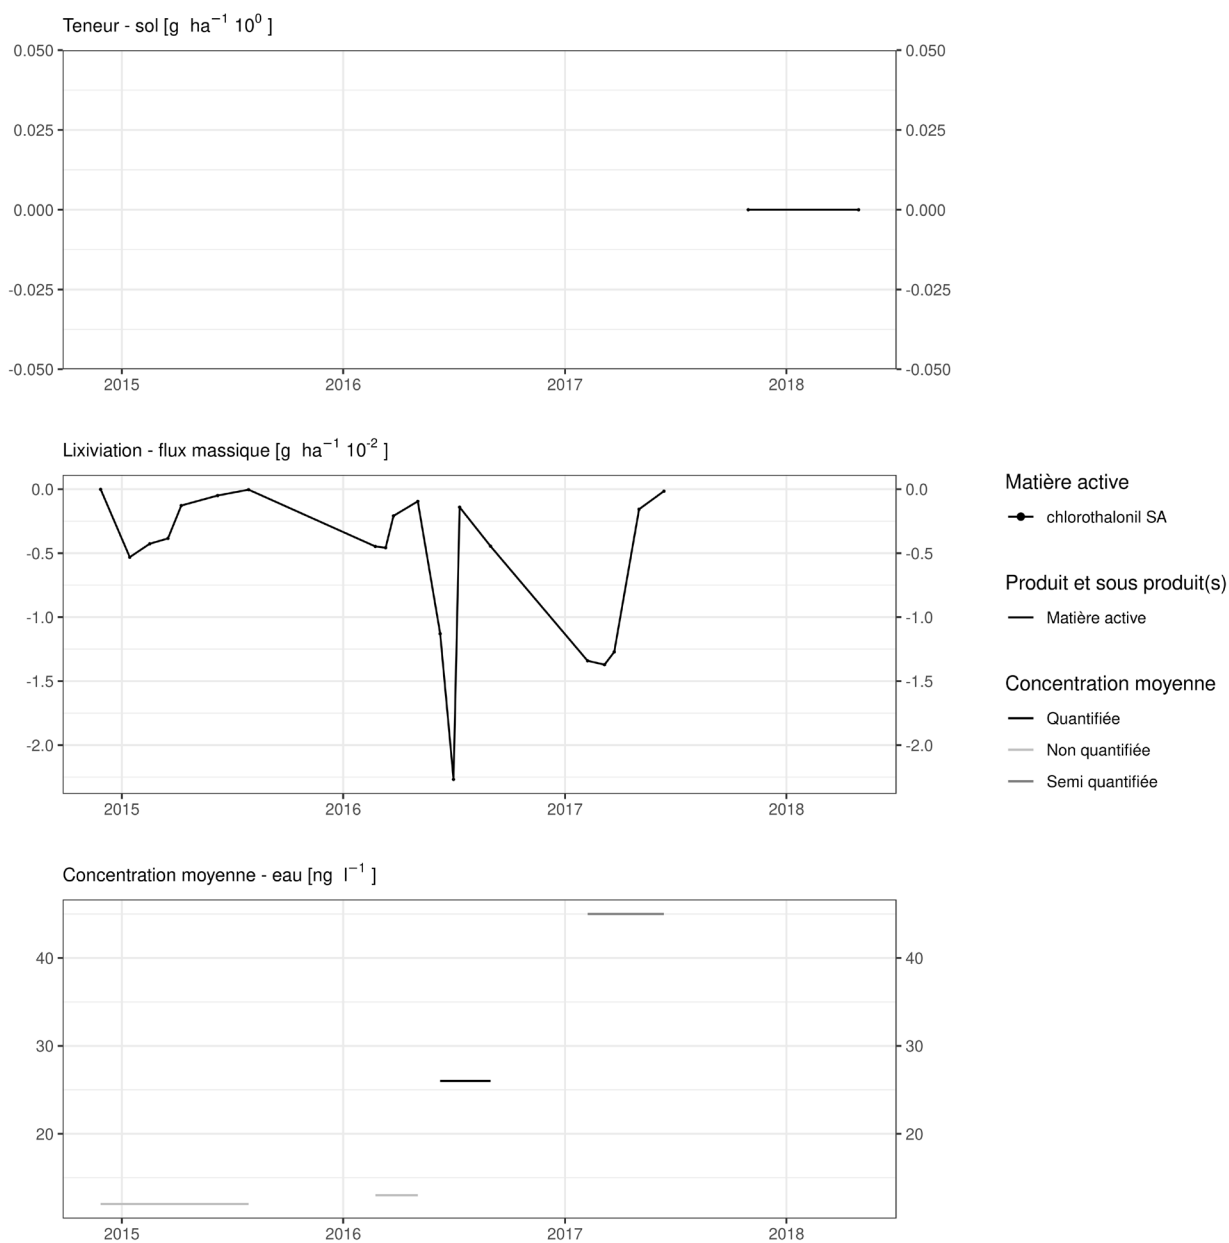 Teneur - sol [g ha⁻¹ 10⁰ ]
0.050 0.050
0.025 0.025
0.000 0.000
-0.025 -0.025
-0.050 -0.050
2015 2016 2017 2018
Lixiviation - flux massique [g ha⁻¹ 10⁻² ]
0.0 0.0
-0.5 -0.5
-1.0 -1.0
-1.5 -1.5
-2.0 -2.0
2015 2016 2017 2018
Concentration moyenne - eau [ng l⁻¹ ]
40 40
30 30
20 20
2015 2016 2017 2018
Matière active
chlorothalonil SA
Produit et sous produit(s)
Matière active
Concentration moyenne
Quantifiée
Non quantifiée
Semi quantifiée